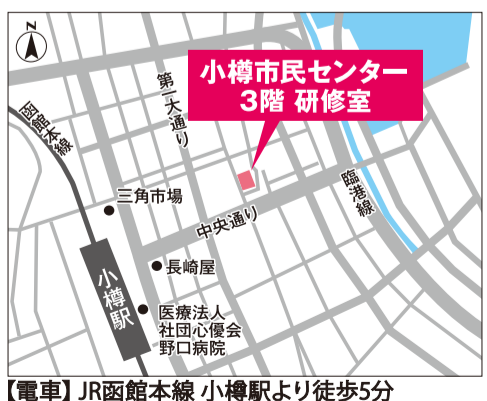 N
小樽市民センター
3階 研修室
第一大通り
函館本線
三角市場
中央通り
臨港線
長崎屋
小樽駅
医療法人
社団心優会
野口病院
【電車】JR函館本線 小樽駅より徒歩5分